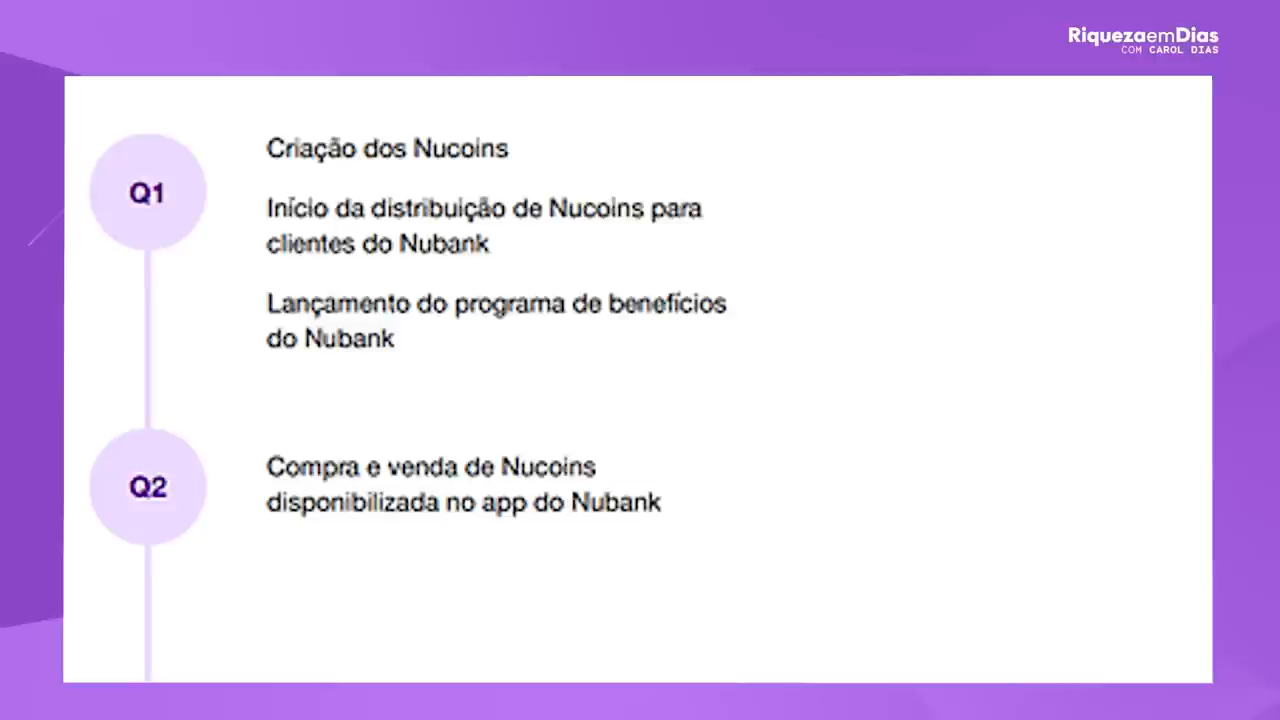 RiquezaemDias
COM CAROL DIAS
Q1
Criação dos Nucoins
Início da distribuição de Nucoins para
clientes do Nubank
Lançamento do programa de benefícios
do Nubank
Q2
Compra e venda de Nucoins
disponibilizada no app do Nubank